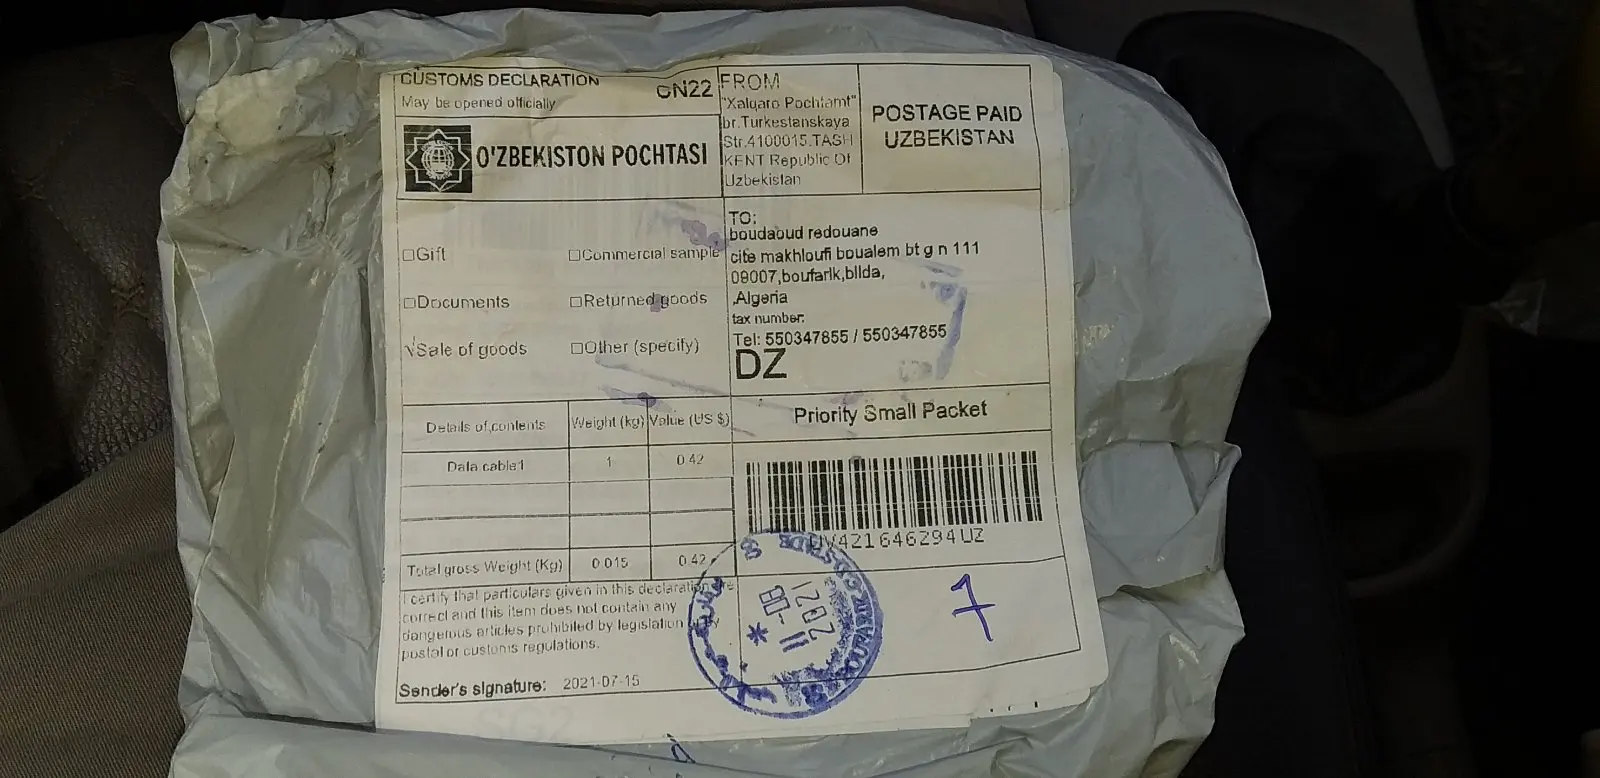 CUSTOMS DECLARATION
May be opened officially
CN22
O'ZBEKISTON POCHTASI
FROM
"Xalqaro Pochtamt"
br.Turkestanskaya
Str.4100015.TASH
KENT Republic Of
Uzbekistan
POSTAGE PAID
UZBEKISTAN
□Gift
□Commercial sample
□Documents
□Returned goods
√Sale of goods
□Other (specify)
TO:
boudaoud redouane
cite makhloufi boualem bt g n 111
09007,boufarik,blida,
,Algeria
tax number:
Tel: 550347855 / 550347855
DZ
Details of contents Weight (kg) Value (US $)
Data cable1 1 0.42
Total gross Weight (Kg) 0.015 0.42
I certify that particulars given in this declaration are
correct and this item does not contain any
dangerous articles prohibited by legislation
postal or customs regulations.
Sender's signature: 2021-07-15
Priority Small Packet
UV421646294UZ
11-08
2021
7